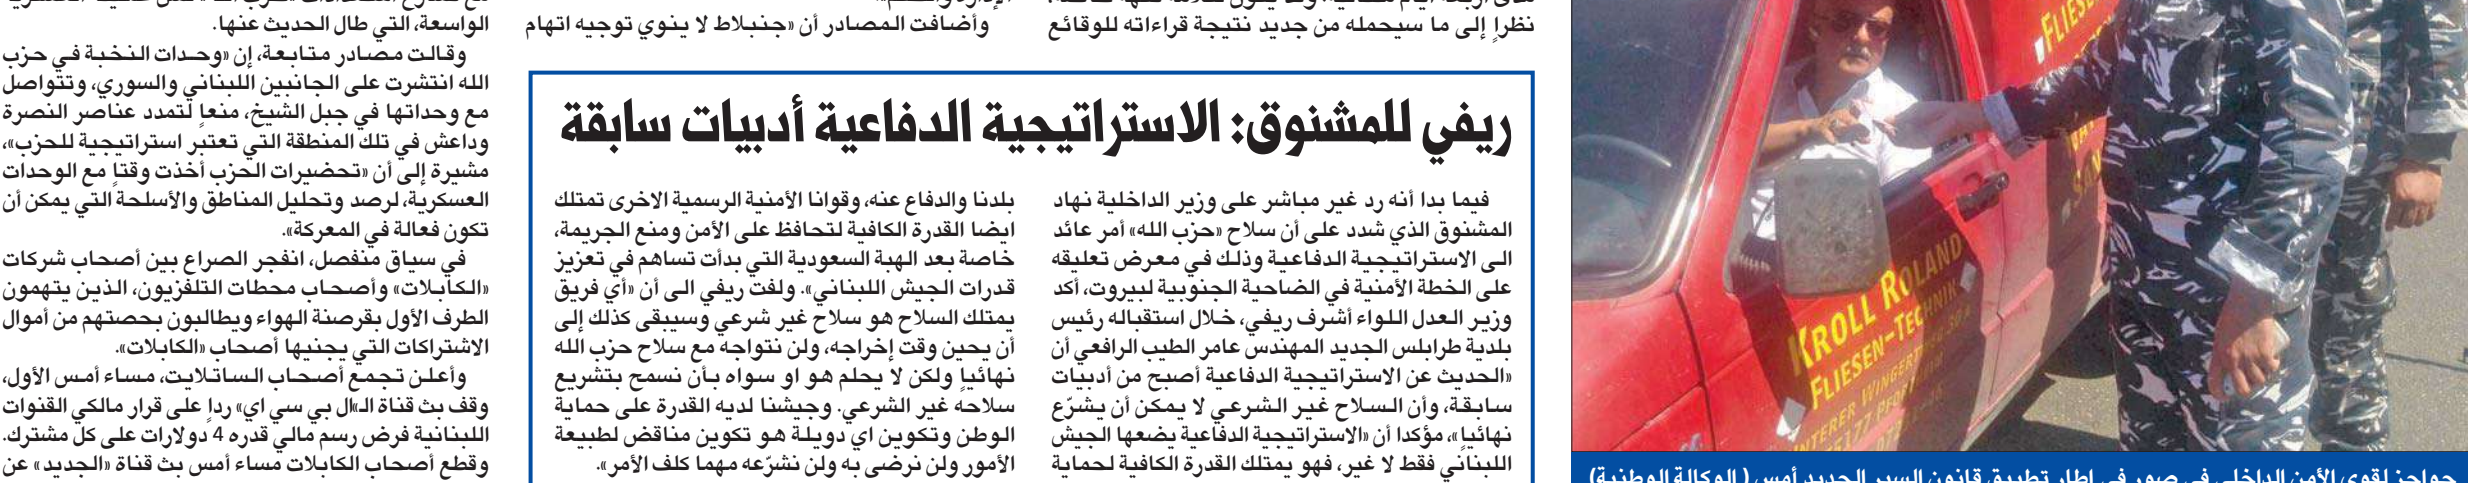 نظراً إلى ما سيحمله من جديد نتيجة قراءاته للوقائع
وأضافت المصادر أن «جنبلاط لا ينوي توجيه اتهام
ريفي للمشنوق: الاستراتيجية الدفاعية أدبيات سابقة
فيما بدا أنه رد غير مباشر على وزير الداخلية نهاد
المشنوق الذي شدد على أن سلاح «حزب الله» أمر عائد
الى الاستراتيجية الدفاعية وذلك في معرض تعليقه
على الخطة الأمنية في الضاحية الجنوبية لبيروت، أكد
وزير العدل اللواء أشرف ريفي، خلال استقباله رئيس
بلدية طرابلس الجديد المهندس عامر الطيب الرافعي أن
«الحديث عن الاستراتيجية الدفاعية أصبح من أدبيات
سابقة، وأن السلاح غير الشرعي لا يمكن أن يشرّع
نهائياً»، مؤكدا أن «الاستراتيجية الدفاعية يضعها الجيش
اللبناني فقط لا غير، فهو يمتلك القدرة الكافية لحماية
بلدنا والدفاع عنه، وقوانا الأمنية الرسمية الاخرى تمتلك
ايضا القدرة الكافية لتحافظ على الأمن ومنع الجريمة،
خاصة بعد الهبة السعودية التي بدأت تساهم في تعزيز
قدرات الجيش اللبناني». ولفت ريفي الى أن «أي فريق
يمتلك السلاح هو سلاح غير شرعي وسيبقى كذلك إلى
أن يحين وقت إخراجه، ولن نتواجه مع سلاح حزب الله
نهائياً ولكن لا يحلم هو او سواه بأن نسمح بتشريع
سلاحه غير الشرعي. وجيشنا لديه القدرة على حماية
الوطن وتكوين اي دويلة هو تكوين مناقض لطبيعة
الأمور ولن نرضى به ولن نشرّعه مهما كلف الأمر».
الواسعة، التي طال الحديث عنها.
وقالت مصادر متابعة، إن «وحدات النخبة في حزب
الله انتشرت على الجانبين اللبناني والسوري، وتتواصل
مع وحداتها في جبل الشيخ، منعاً لتمدد عناصر النصرة
وداعش في تلك المنطقة التي تعتبر استراتيجية للحزب»،
مشيرة إلى أن «تحضيرات الحزب أخذت وقتاً مع الوحدات
العسكرية، لرصد وتحليل المناطق والأسلحة التي يمكن أن
تكون فعالة في المعركة».
في سياق منفصل، انفجر الصراع بين أصحاب شركات
«الكابلات» وأصحاب محطات التلفزيون، الذين يتهمون
الطرف الأول بقرصنة الهواء ويطالبون بحصتهم من أموال
الاشتراكات التي يجنيها أصحاب «الكابلات».
وأعلن تجمع أصحاب الساتلايت، مساء أمس الأول،
وقف بث قناة الـ«ال بي سي اي» رداً على قرار مالكي القنوات
اللبنانية فرض رسم مالي قدره 4 دولارات على كل مشترك.
وقطع أصحاب الكابلات مساء أمس بث قناة «الجديد» عن
KROLL ROLAND
FLIESEN-TECHNIK
حواجز لقوى الأمن الداخلي في صور في إطار تطبيق قانون السير الجديد أمس (الوكالة الوطنية)